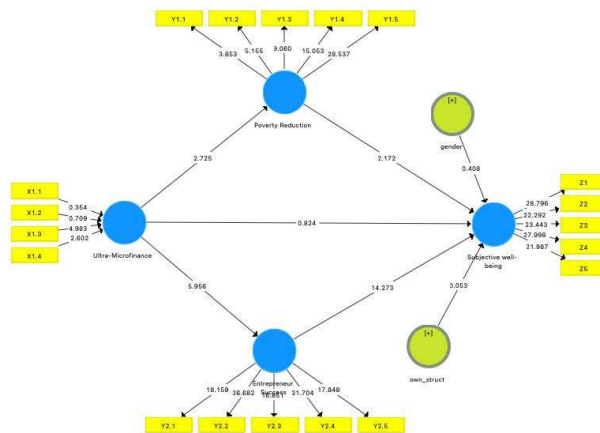 Y1.1 Y1.2 Y1.3 Y1.4 Y1.5
3.853 5.155 9.060 15.053 28.537
[+]
Poverty Reduction
gender
2.725
2.172
0.408
X1.1
X1.2
X1.3
X1.4
0.354
0.709
4.983
2.602
Z1
Z2
Z3
Z4
Z5
28.796
22.292
23.443
27.998
21.987
0.824
Ultra-Microfinance
Subjective well-
being
5.956
14.273
0.053
[+]
own_struct
Entrepreneur
Success
18.159 26.682 31.704 17.848
Y2.1 Y2.2 Y2.3 Y2.4 Y2.5